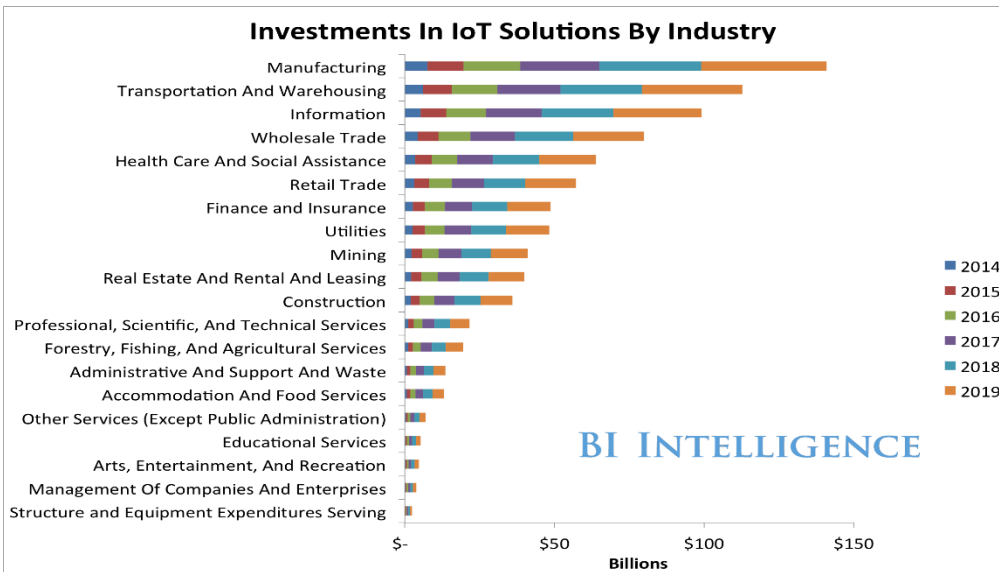 Investments In IoT Solutions By Industry
Manufacturing
Transportation And Warehousing
Information
Wholesale Trade
Health Care And Social Assistance
Retail Trade
Finance and Insurance
Utilities
Mining
Real Estate And Rental And Leasing
Construction
Professional, Scientific, And Technical Services
Forestry, Fishing, And Agricultural Services
Administrative And Support And Waste
Accommodation And Food Services
Other Services (Except Public Administration)
Educational Services
Arts, Entertainment, And Recreation
Management Of Companies And Enterprises
Structure and Equipment Expenditures Serving
2014
2015
2016
2017
2018
2019
BI INTELLIGENCE
$- $50 $100 $150
Billions